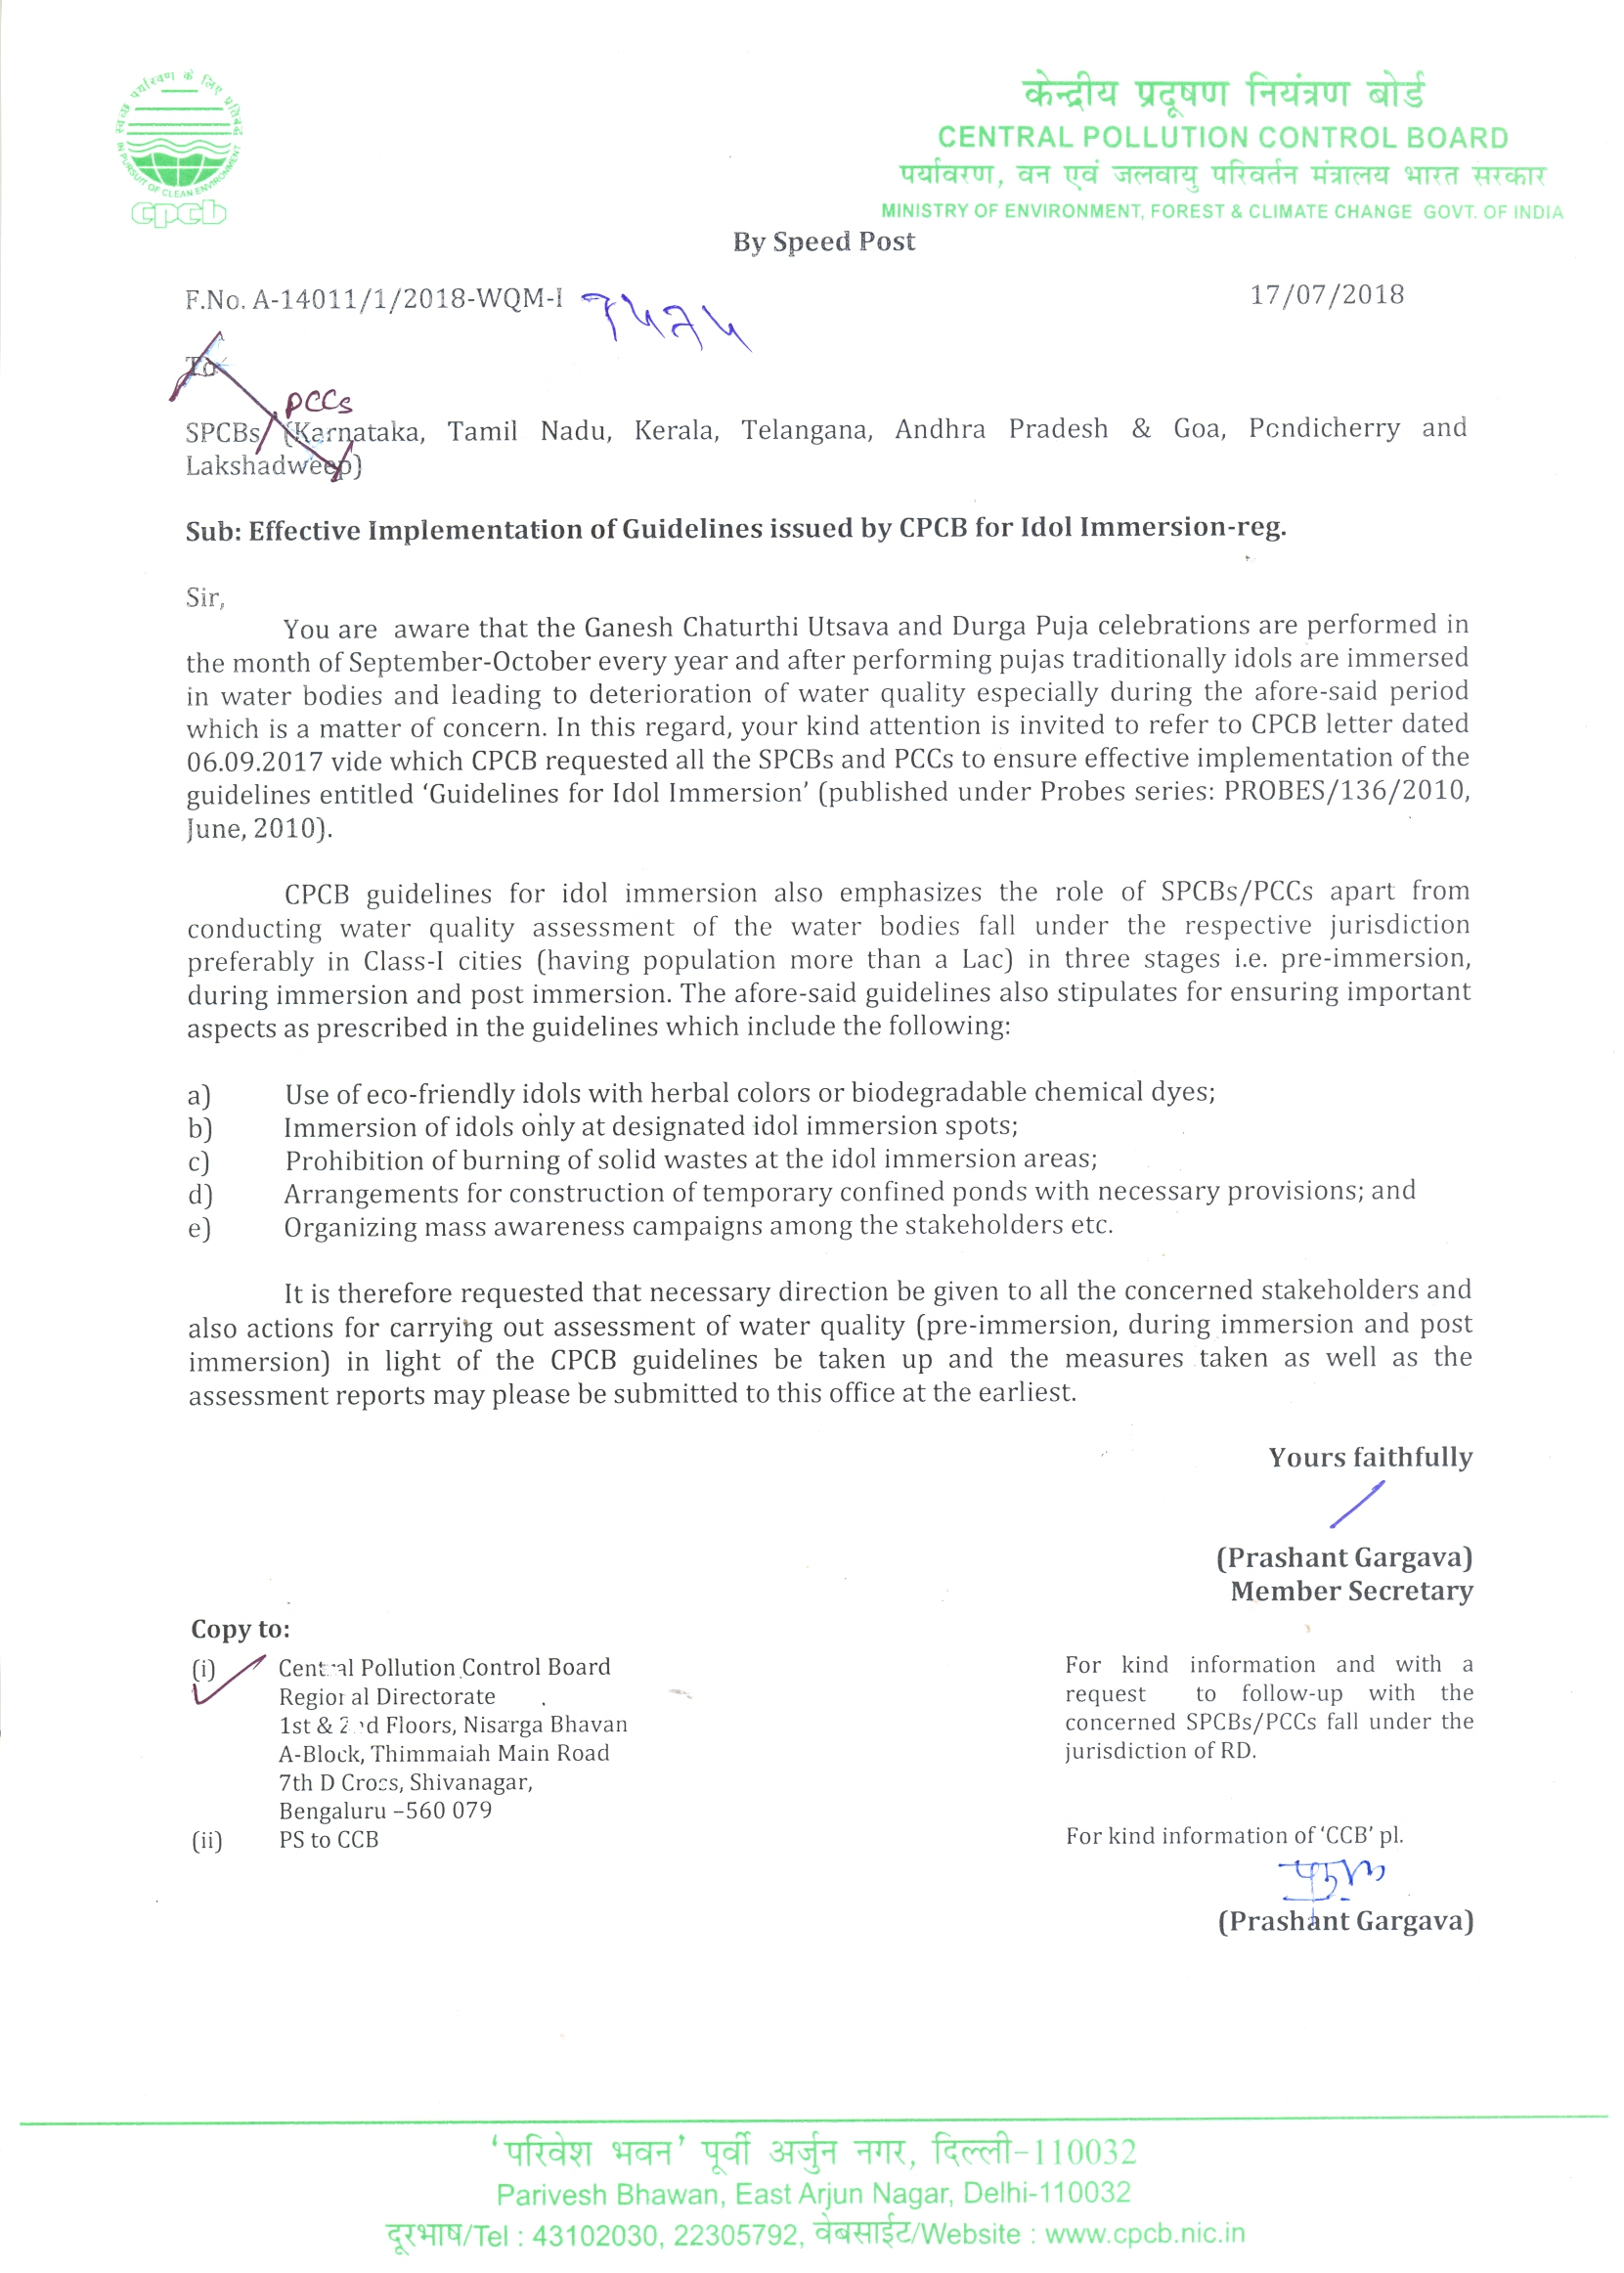 स्वच्छ पर्यावरण के लिए प्रतिबद्ध
IN PURSUIT OF CLEAN ENVIRONMENT
cpcb
केन्द्रीय प्रदूषण नियंत्रण बोर्ड
CENTRAL POLLUTION CONTROL BOARD
पर्यावरण, वन एवं जलवायु परिवर्तन मंत्रालय भारत सरकार
MINISTRY OF ENVIRONMENT, FOREST & CLIMATE CHANGE GOVT. OF INDIA
By Speed Post
F.No. A-14011/1/2018-WQM-I
17/07/2018
To
PCCs
SPCBs/ (Karnataka, Tamil Nadu, Kerala, Telangana, Andhra Pradesh & Goa, Pondicherry and
Lakshadweep)
Sub: Effective Implementation of Guidelines issued by CPCB for Idol Immersion-reg.
Sir,
You are aware that the Ganesh Chaturthi Utsava and Durga Puja celebrations are performed in
the month of September-October every year and after performing pujas traditionally idols are immersed
in water bodies and leading to deterioration of water quality especially during the afore-said period
which is a matter of concern. In this regard, your kind attention is invited to refer to CPCB letter dated
06.09.2017 vide which CPCB requested all the SPCBs and PCCs to ensure effective implementation of the
guidelines entitled ‘Guidelines for Idol Immersion’ (published under Probes series: PROBES/136/2010,
June, 2010).
CPCB guidelines for idol immersion also emphasizes the role of SPCBs/PCCs apart from
conducting water quality assessment of the water bodies fall under the respective jurisdiction
preferably in Class-I cities (having population more than a Lac) in three stages i.e. pre-immersion,
during immersion and post immersion. The afore-said guidelines also stipulates for ensuring important
aspects as prescribed in the guidelines which include the following:
a) Use of eco-friendly idols with herbal colors or biodegradable chemical dyes;
b) Immersion of idols only at designated idol immersion spots;
c) Prohibition of burning of solid wastes at the idol immersion areas;
d) Arrangements for construction of temporary confined ponds with necessary provisions; and
e) Organizing mass awareness campaigns among the stakeholders etc.
It is therefore requested that necessary direction be given to all the concerned stakeholders and
also actions for carrying out assessment of water quality (pre-immersion, during immersion and post
immersion) in light of the CPCB guidelines be taken up and the measures taken as well as the
assessment reports may please be submitted to this office at the earliest.
Yours faithfully
(Prashant Gargava)
Member Secretary
Copy to:
(i) Central Pollution Control Board
Regional Directorate
1st & 2nd Floors, Nisarga Bhavan
A-Block, Thimmaiah Main Road
7th D Cross, Shivanagar,
Bengaluru –560 079
For kind information and with a
request to follow-up with the
concerned SPCBs/PCCs fall under the
jurisdiction of RD.
(ii) PS to CCB
For kind information of ‘CCB’ pl.
(Prashant Gargava)
‘परिवेश भवन’ पूर्वी अर्जुन नगर, दिल्ली-110032
Parivesh Bhawan, East Arjun Nagar, Delhi-110032
दूरभाष/Tel : 43102030, 22305792, वेबसाईट/Website : www.cpcb.nic.in